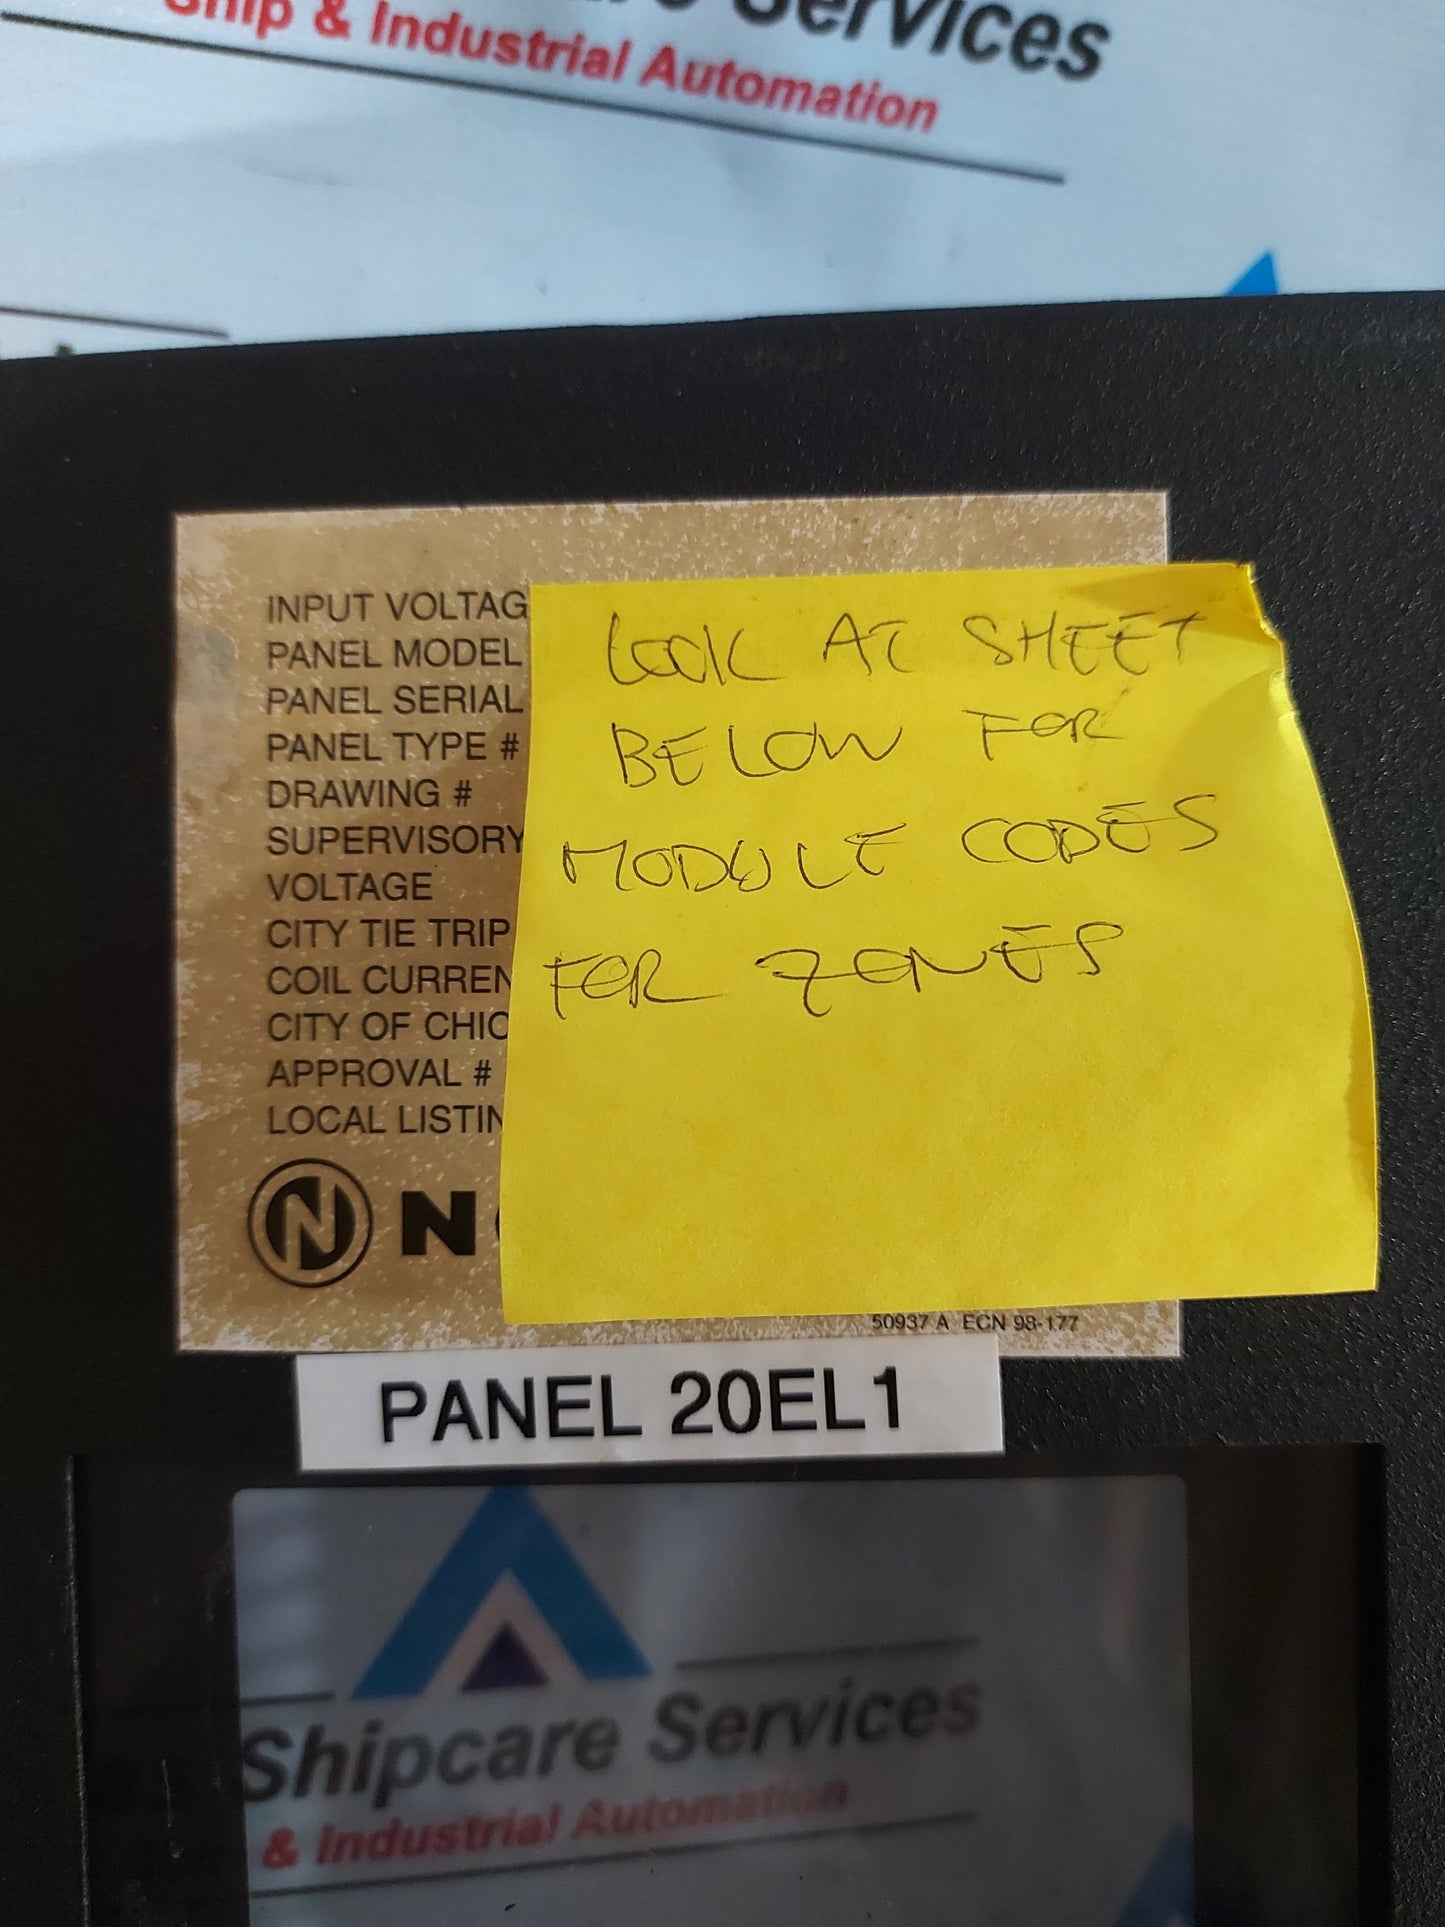 Services
Ship & Industrial Automation
INPUT VOLTAG
PANEL MODEL
PANEL SERIAL
PANEL TYPE #
DRAWING #
SUPERVISORY
VOLTAGE
CITY TIE TRIP
COIL CURREN
CITY OF CHIC
APPROVAL #
LOCAL LISTIN
N N
LOOK AT SHEET
BELOW FOR
MODULE CODES
FOR ZONES
50937 A ECN 98-177
PANEL 20EL1
Shipcare Services
& Industrial Automation